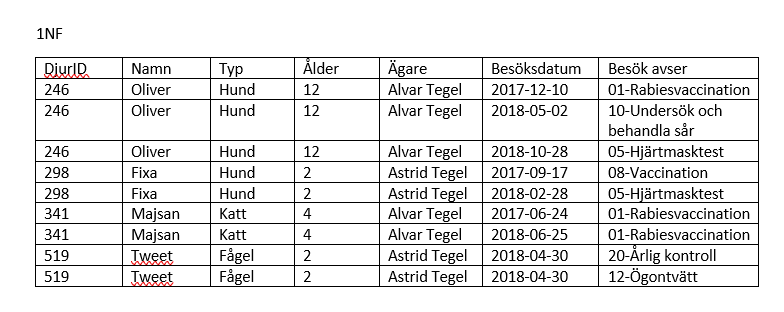 1NF
DjurID Namn Typ Ålder Ägare Besöksdatum Besök avser
246 Oliver Hund 12 Alvar Tegel 2017-12-10 01-Rabiesvaccination
246 Oliver Hund 12 Alvar Tegel 2018-05-02 10-Undersök och
behandla sår
246 Oliver Hund 12 Alvar Tegel 2018-10-28 05-Hjärtmasktest
298 Fixa Hund 2 Astrid Tegel 2017-09-17 08-Vaccination
298 Fixa Hund 2 Astrid Tegel 2018-02-28 05-Hjärtmasktest
341 Majsan Katt 4 Alvar Tegel 2017-06-24 01-Rabiesvaccination
341 Majsan Katt 4 Alvar Tegel 2018-06-25 01-Rabiesvaccination
519 Tweet Fågel 2 Astrid Tegel 2018-04-30 20-Årlig kontroll
519 Tweet Fågel 2 Astrid Tegel 2018-04-30 12-Ögontvätt